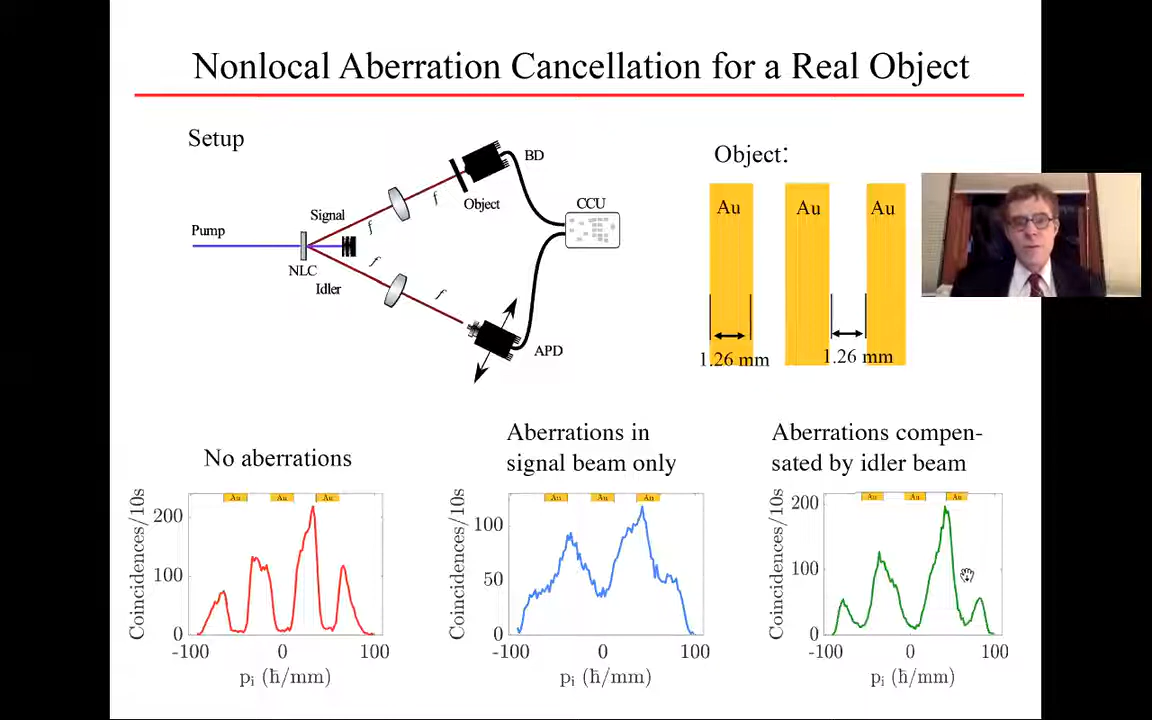 Nonlocal Aberration Cancellation for a Real Object
Setup
BD
Object:
Au Au Au
f
Object
CCU
Signal
f
Pump
NLC
f
Idler
f
APD
1.26 mm
1.26 mm
No aberrations
Aberrations in
signal beam only
Aberrations compen-
sated by idler beam
Coincidences/10s
Au Au Au
200
100
0
-100 0 100
pᵢ (ħ/mm)
Coincidences/10s
Au Au Au
100
50
0
-100 0 100
pᵢ (ħ/mm)
Coincidences/10s
Au Au Au
200
100
0
-100 0 100
pᵢ (ħ/mm)